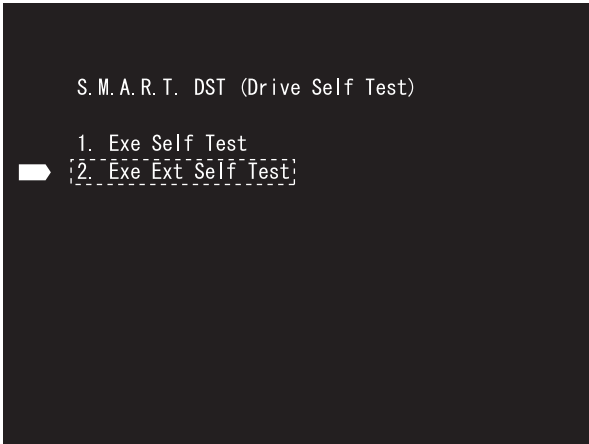 S.M.A.R.T. DST (Drive Self Test)
1. Exe Self Test
2. Exe Ext Self Test